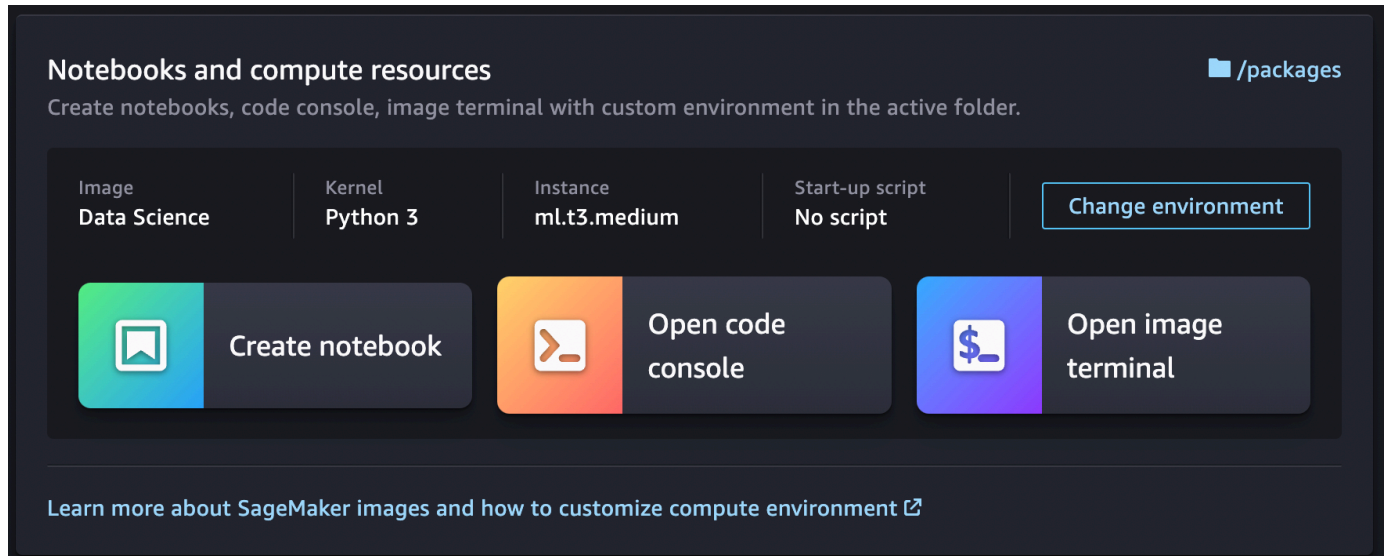 Notebooks and compute resources
/packages
Create notebooks, code console, image terminal with custom environment in the active folder.
Image
Data Science
Kernel
Python 3
Instance
ml.t3.medium
Start-up script
No script
Change environment
Create notebook
Open code
console
$_
Open image
terminal
Learn more about SageMaker images and how to customize compute environment